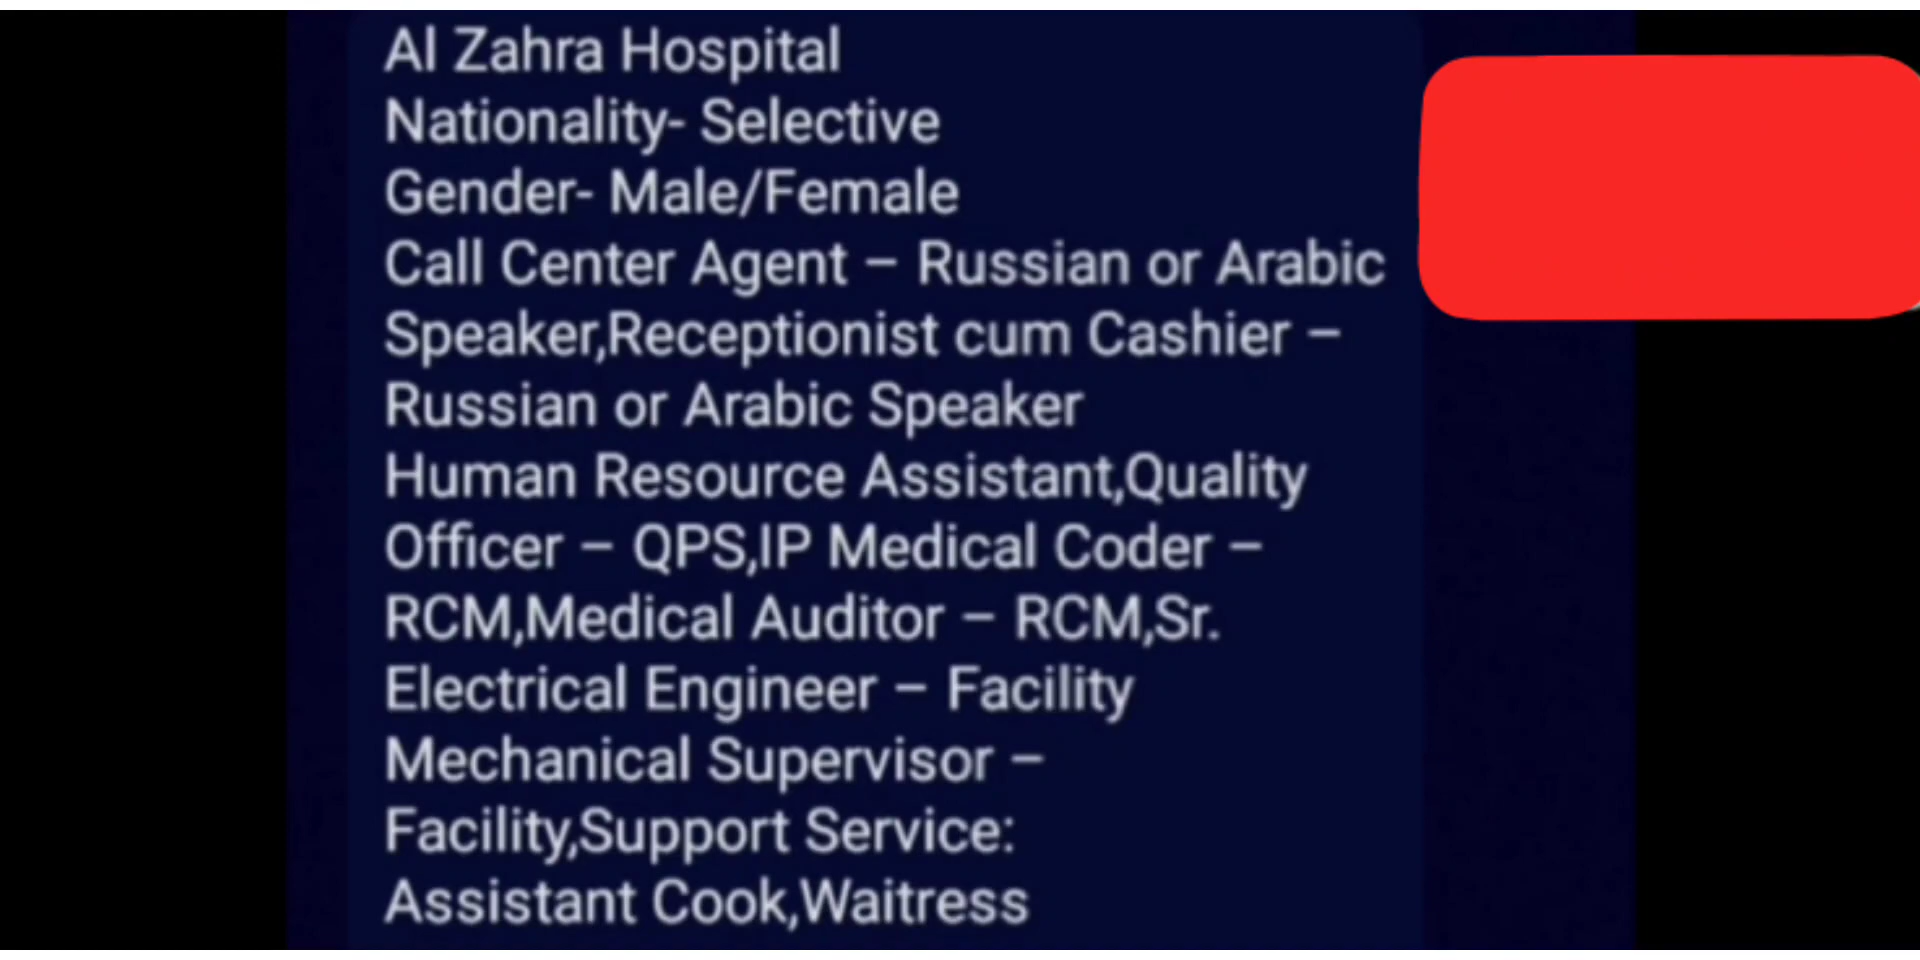 Al Zahra Hospital
Nationality- Selective
Gender- Male/Female
Call Center Agent – Russian or Arabic
Speaker,Receptionist cum Cashier –
Russian or Arabic Speaker
Human Resource Assistant,Quality
Officer – QPS,IP Medical Coder –
RCM,Medical Auditor – RCM,Sr.
Electrical Engineer – Facility
Mechanical Supervisor –
Facility,Support Service:
Assistant Cook,Waitress